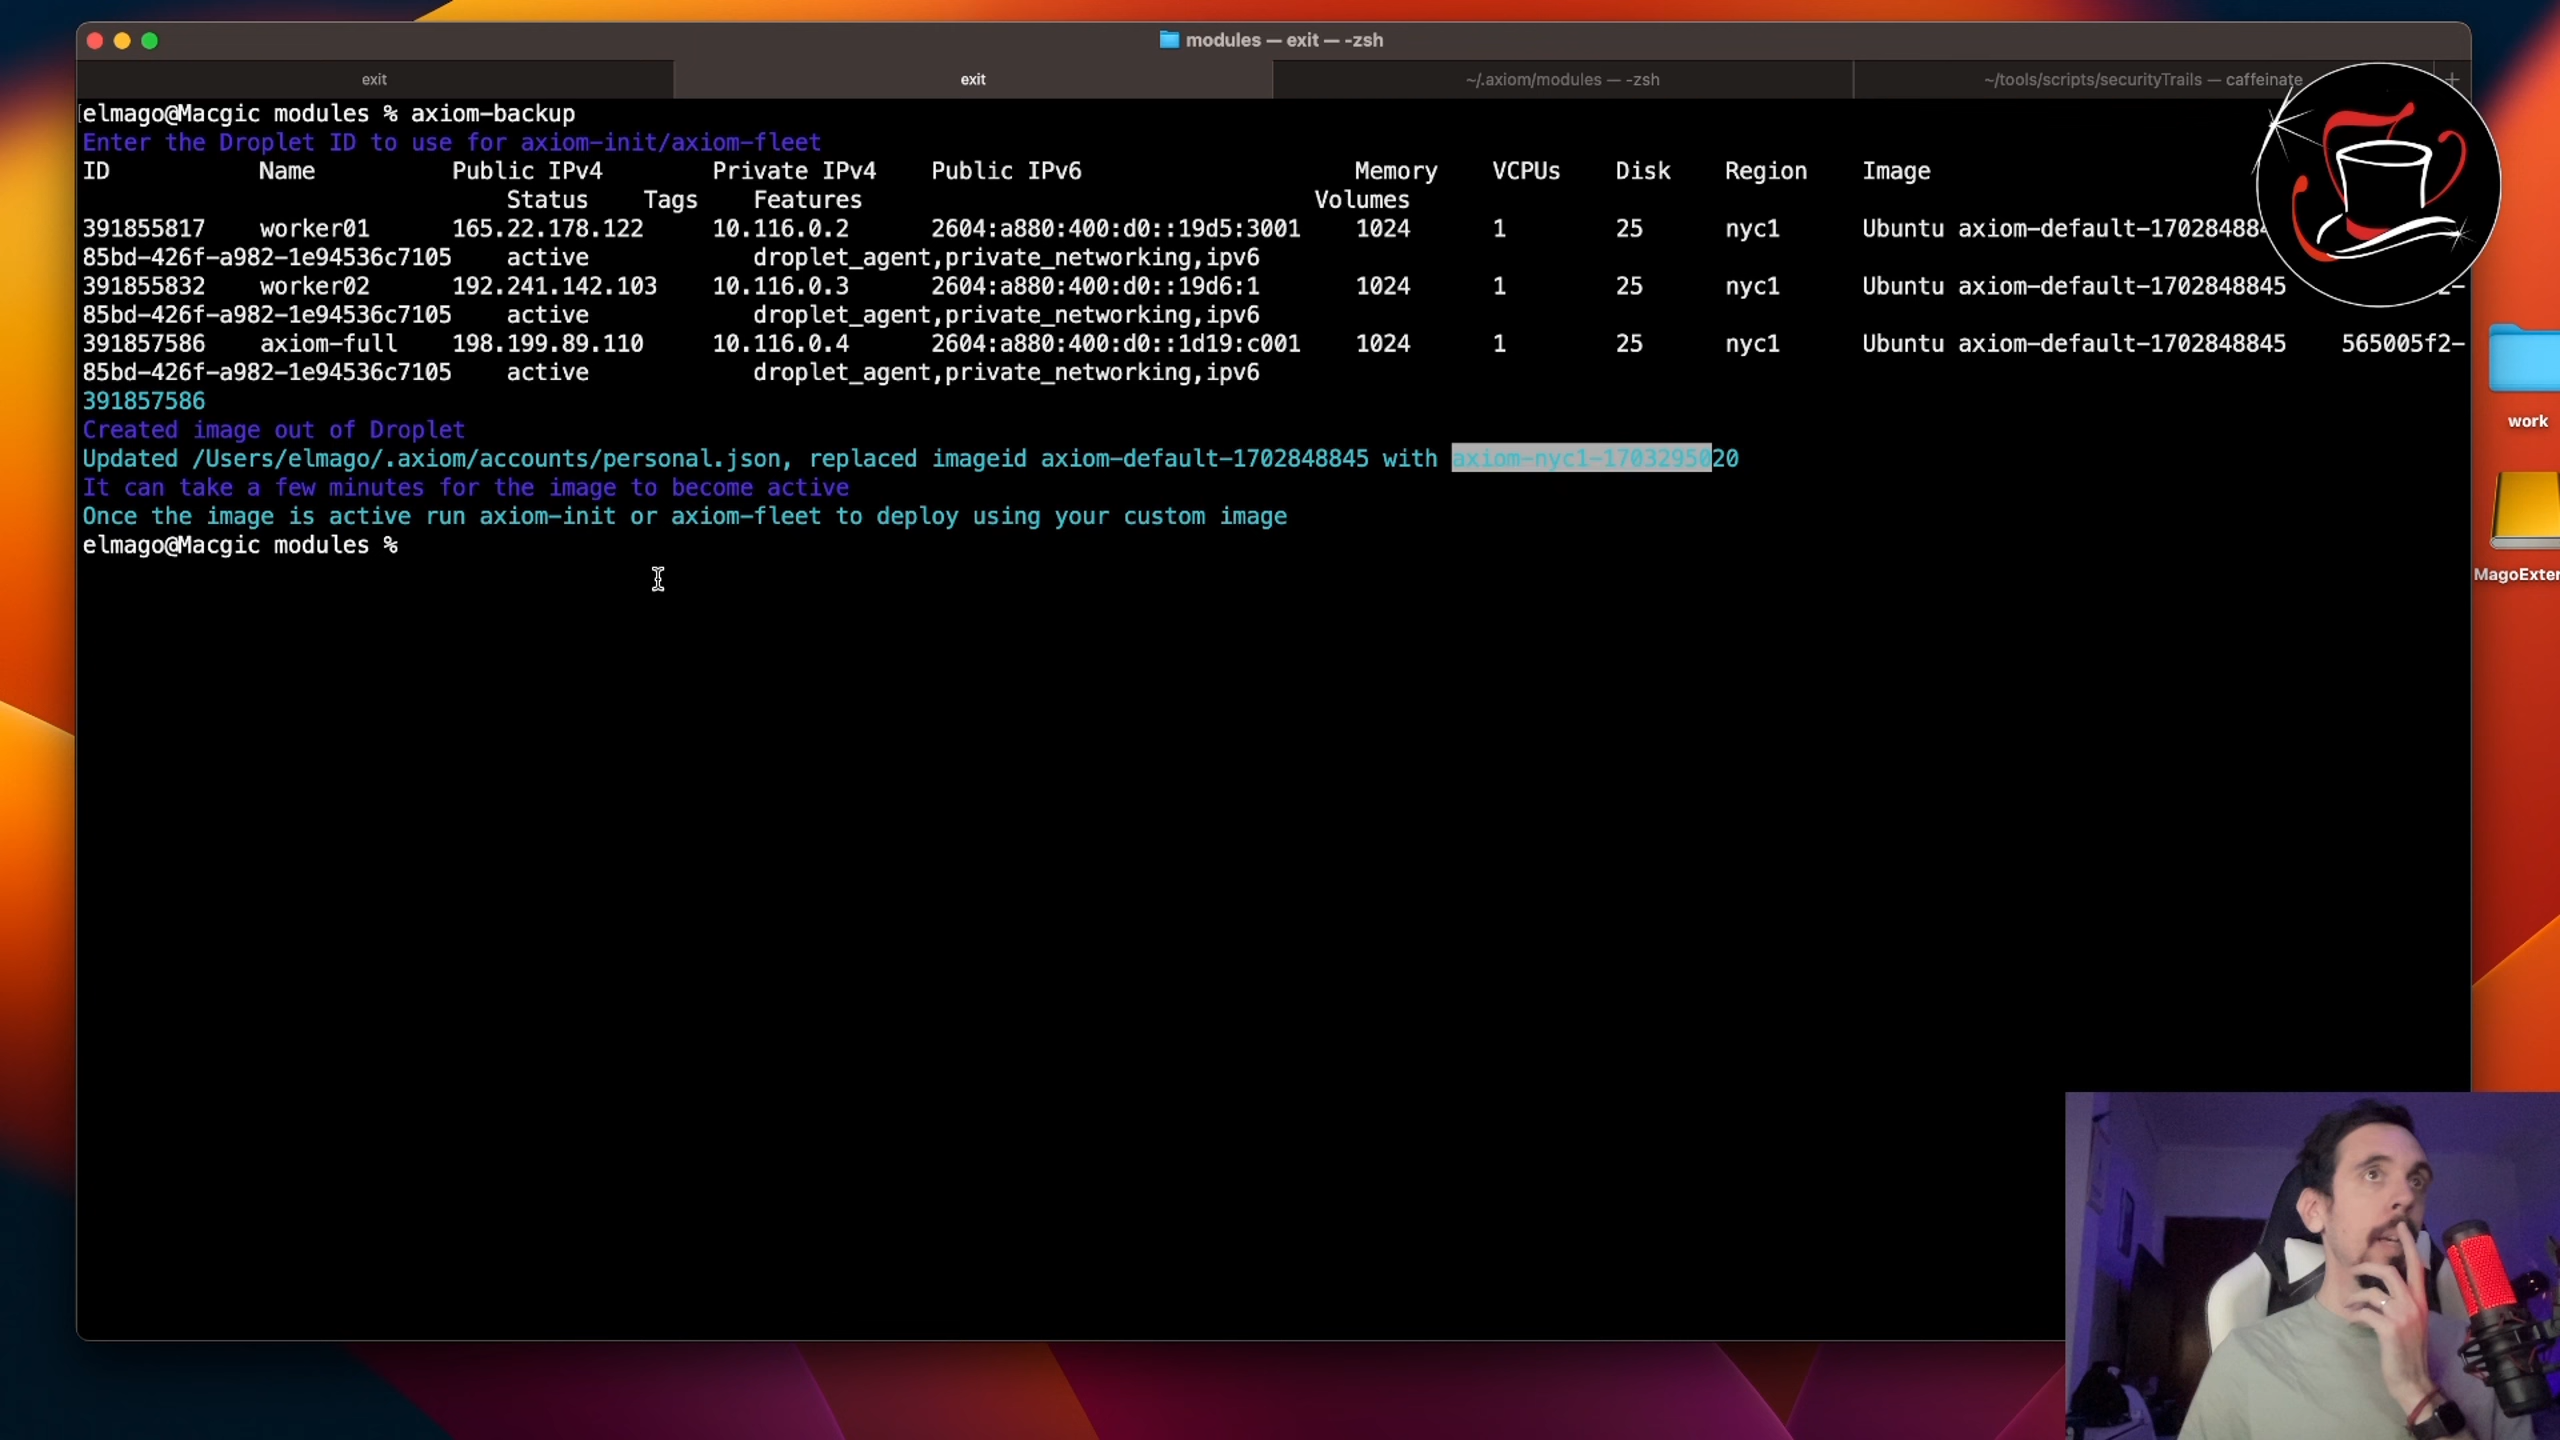 modules — exit — -zsh
exit
exit
~/.axiom/modules — -zsh
~/tools/scripts/securityTrails — caffeinate
elmago@Macgic modules % axiom-backup
Enter the Droplet ID to use for axiom-init/axiom-fleet
ID Name Public IPv4 Private IPv4 Public IPv6 Memory VCPUs Disk Region Image
Status Tags Features Volumes
391855817 worker01 165.22.178.122 10.116.0.2 2604:a880:400:d0::19d5:3001 1024 1 25 nyc1 Ubuntu
85bd-426f-a982-1e94536c7105 active droplet_agent,private_networking,ipv6
391855832 worker02 192.241.142.103 10.116.0.3 2604:a880:400:d0::19d6:1 1024 1 25 nyc1 Ubuntu axiom-default-1702848845
85bd-426f-a982-1e94536c7105 active droplet_agent,private_networking,ipv6
391857586 axiom-full 198.199.89.110 10.116.0.4 2604:a880:400:d0::1d19:c001 1024 1 25 nyc1 Ubuntu axiom-default-1702848845 565005f2-
85bd-426f-a982-1e94536c7105 active droplet_agent,private_networking,ipv6
391857586
Created image out of Droplet
Updated /Users/elmago/.axiom/accounts/personal.json, replaced imageid axiom-default-1702848845 with axiom-nyc1-1703295020
It can take a few minutes for the image to become active
Once the image is active run axiom-init or axiom-fleet to deploy using your custom image
elmago@Macgic modules %
work
MagoExter